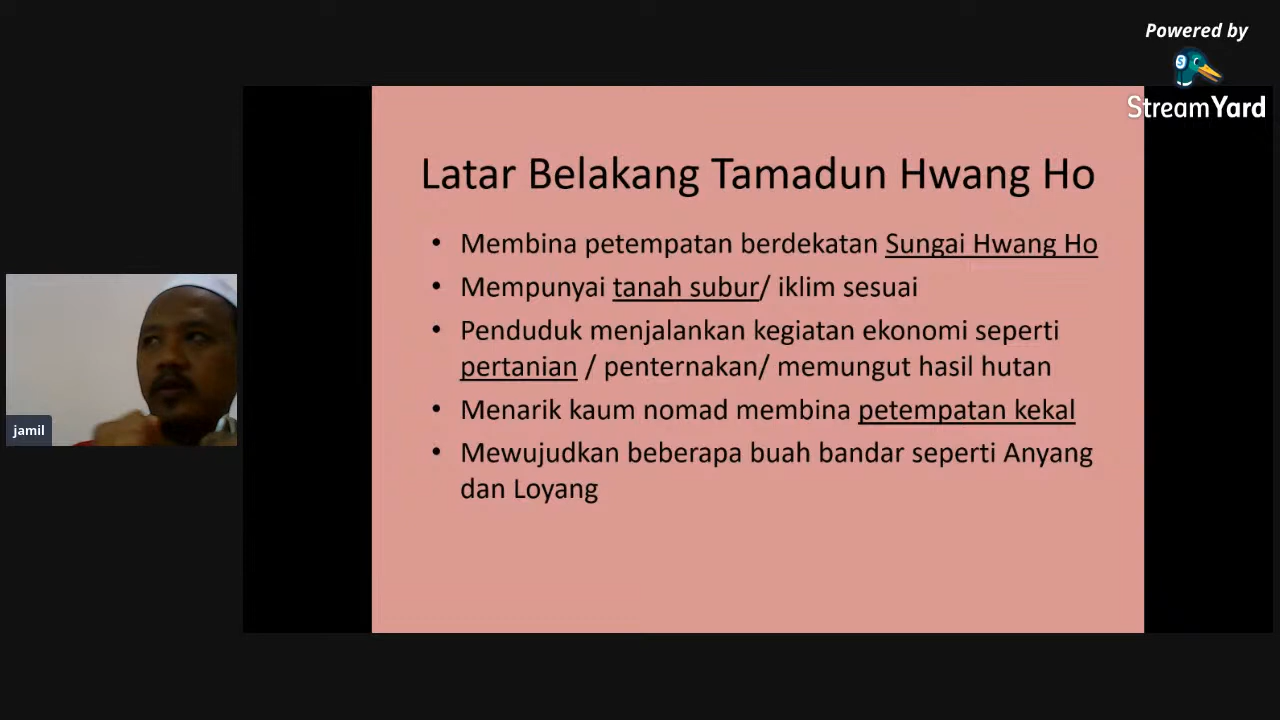 Powered by
StreamYard
Latar Belakang Tamadun Hwang Ho
• Membina petempatan berdekatan Sungai Hwang Ho
• Mempunyai tanah subur/ iklim sesuai
• Penduduk menjalankan kegiatan ekonomi seperti
pertanian / penternakan/ memungut hasil hutan
• Menarik kaum nomad membina petempatan kekal
• Mewujudkan beberapa buah bandar seperti Anyang
dan Loyang
jamil